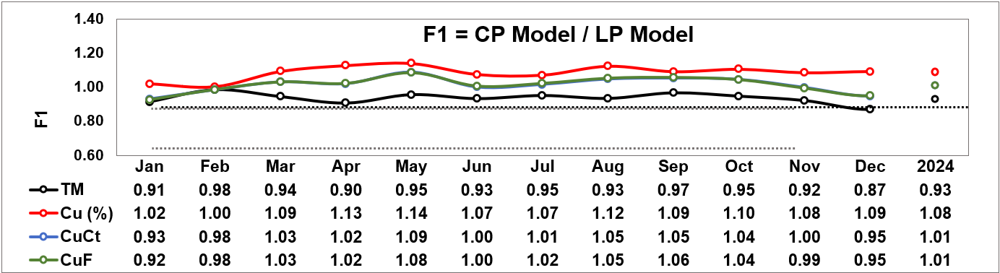 F1 = CP Model / LP Model
1.40
1.20
1.00
0.80
0.60
F1
Jan Feb Mar Apr May Jun Jul Aug Sep Oct Nov Dec 2024
TM 0.91 0.98 0.94 0.90 0.95 0.93 0.95 0.93 0.97 0.95 0.92 0.87 0.93
Cu (%) 1.02 1.00 1.09 1.13 1.14 1.07 1.07 1.12 1.09 1.10 1.08 1.09 1.08
CuCt 0.93 0.98 1.03 1.02 1.09 1.00 1.01 1.05 1.05 1.04 1.00 0.95 1.01
CuF 0.92 0.98 1.03 1.02 1.08 1.00 1.02 1.05 1.06 1.04 0.99 0.95 1.01